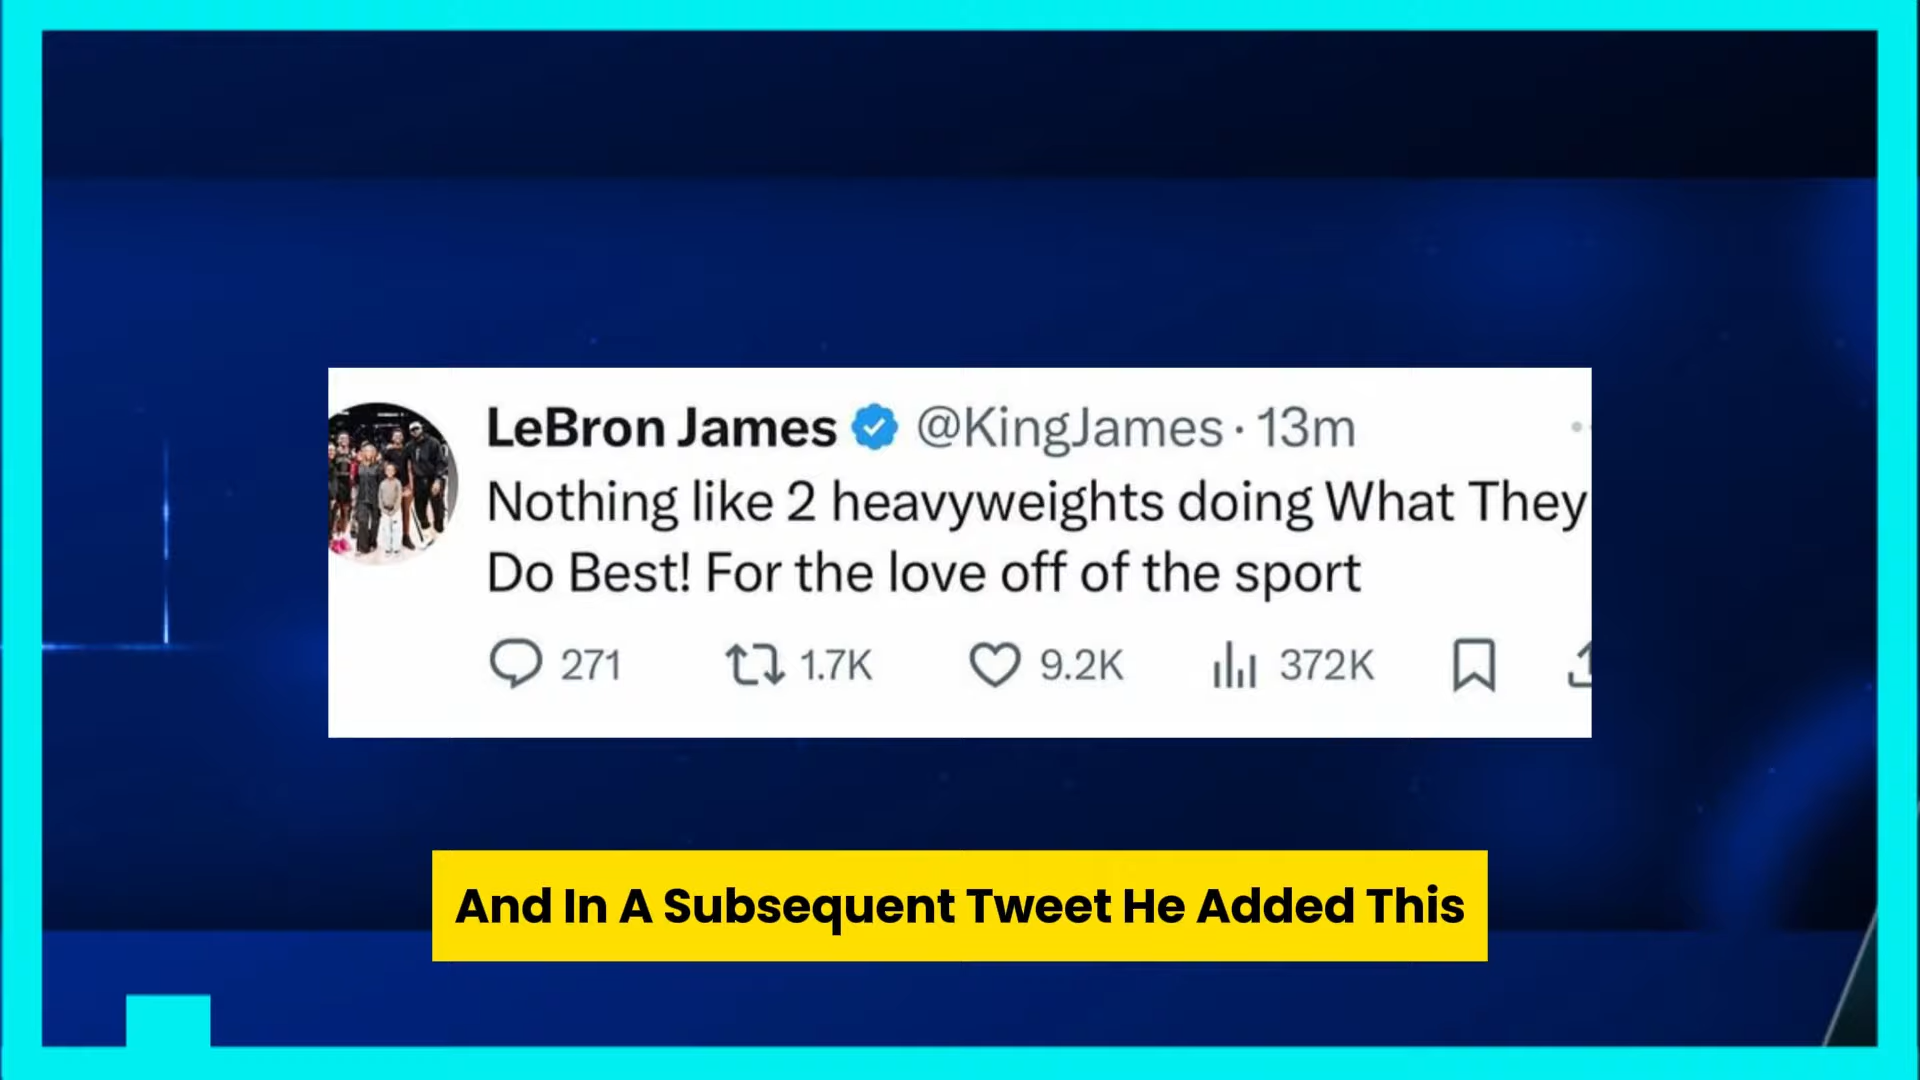 LeBron James @KingJames · 13m
Nothing like 2 heavyweights doing What They
Do Best! For the love off of the sport
271 1.7K 9.2K 372K
And In A Subsequent Tweet He Added This